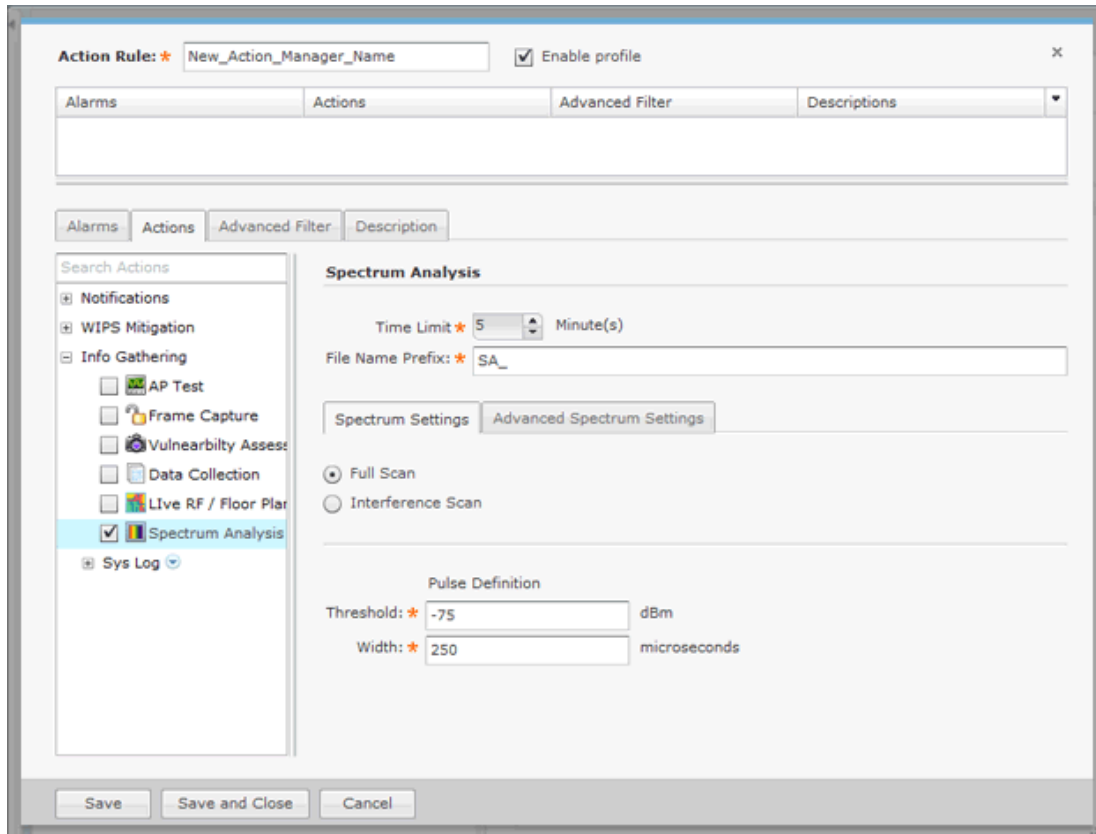 Action Rule: * New_Action_Manager_Name Enable profile
Alarms Actions Advanced Filter Descriptions
Alarms Actions Advanced Filter Description
Search Actions
Notifications
WIPS Mitigation
Info Gathering
AP Test
Frame Capture
Vulnearbilty Assess
Data Collection
LIve RF / Floor Plan
Spectrum Analysis
Sys Log
Spectrum Analysis
Time Limit * 5 Minute(s)
File Name Prefix: * SA_
Spectrum Settings Advanced Spectrum Settings
Full Scan
Interference Scan
Pulse Definition
Threshold: * -75 dBm
Width: * 250 microseconds
Save Save and Close Cancel